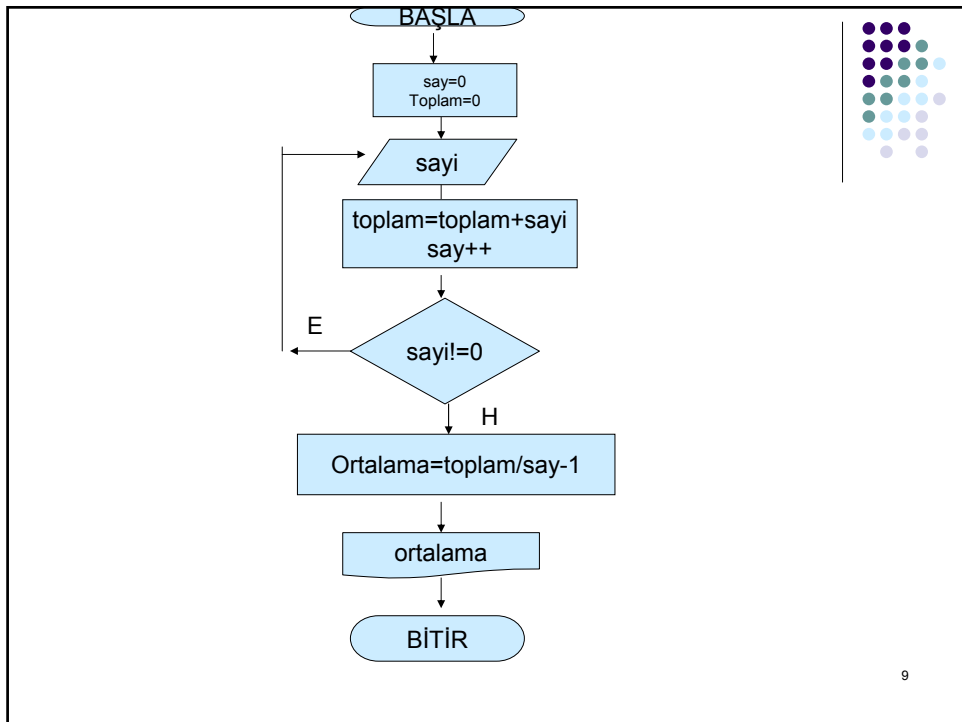 BAŞLA
say=0
Toplam=0
sayi
toplam=toplam+sayi
say++
E
sayi!=0
H
Ortalama=toplam/say-1
ortalama
BİTİR
9